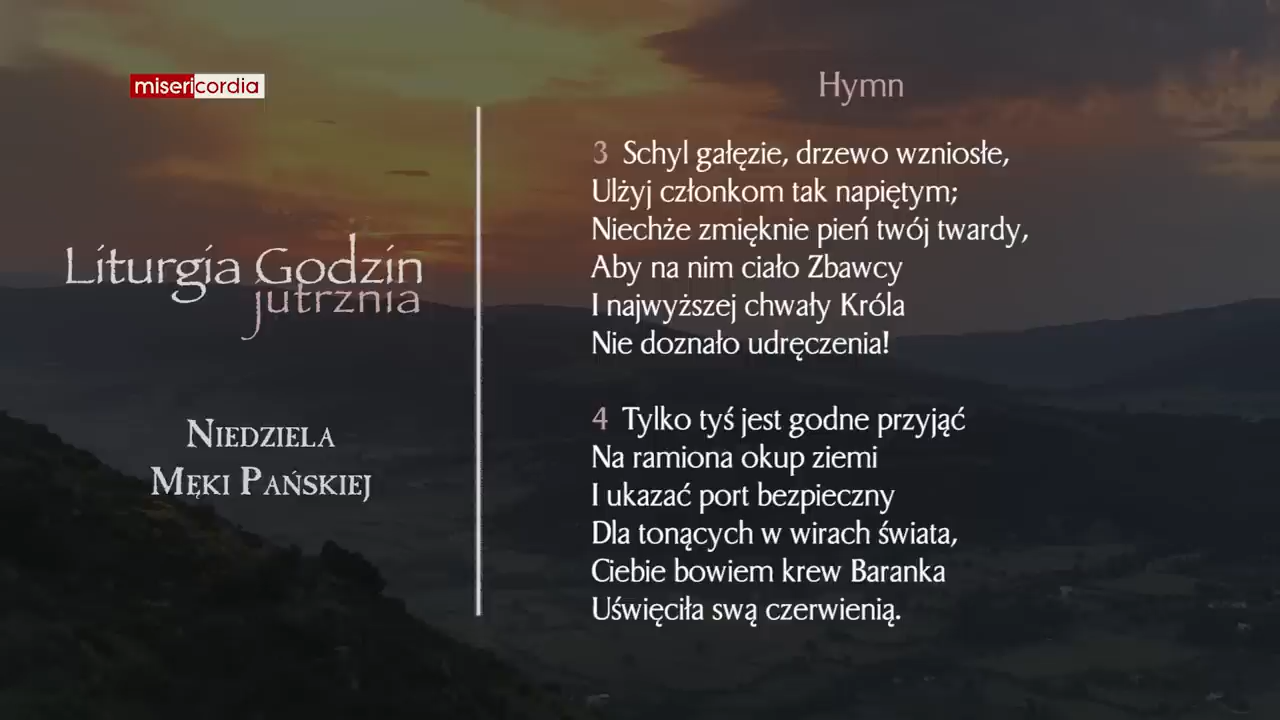 misericordia
Liturgia Godzin
jutrznia
Niedziela
Męki Pańskiej
Hymn
3 Schyl gałęzie, drzewo wzniosłe,
Ulżyj członkom tak napiętym;
Niechże zmięknie pień twój twardy,
Aby na nim ciało Zbawcy
I najwyższej chwały Króla
Nie doznało udręczenia!
4 Tylko tyś jest godne przyjąć
Na ramiona okup ziemi
I ukazać port bezpieczny
Dla tonących w wirach świata,
Ciebie bowiem krew Baranka
Uświęciła swą czerwienią.